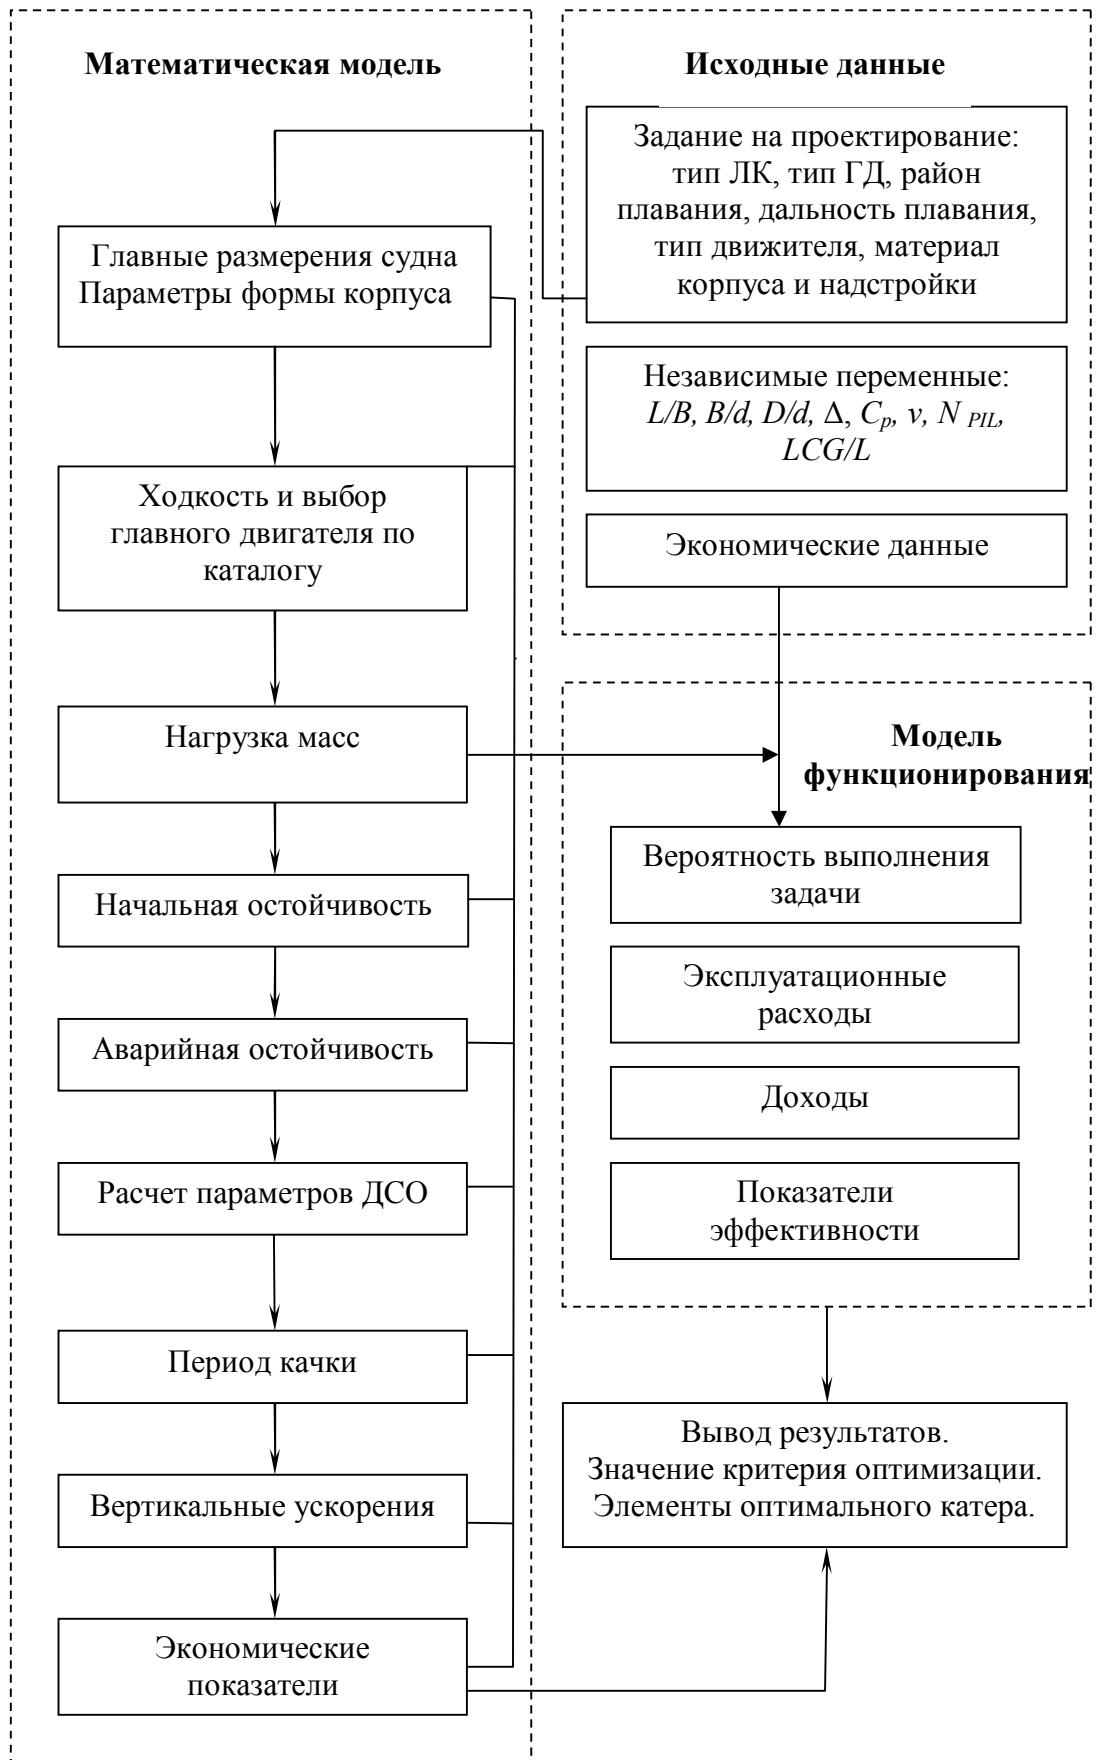 Математическая модель
Главные размерения судна
Параметры формы корпуса
Ходкость и выбор
главного двигателя по
каталогу
Нагрузка масс
Начальная остойчивость
Аварийная остойчивость
Расчет параметров ДСО
Период качки
Вертикальные ускорения
Экономические
показатели
Исходные данные
Задание на проектирование:
тип ЛК, тип ГД, район
плавания, дальность плавания,
тип движителя, материал
корпуса и надстройки
Независимые переменные:
L/B, B/d, D/d, Δ, Cp, v, N PIL,
LCG/L
Экономические данные
Модель
функционирования
Вероятность выполнения
задачи
Эксплуатационные
расходы
Доходы
Показатели
эффективности
Вывод результатов.
Значение критерия оптимизации.
Элементы оптимального катера.